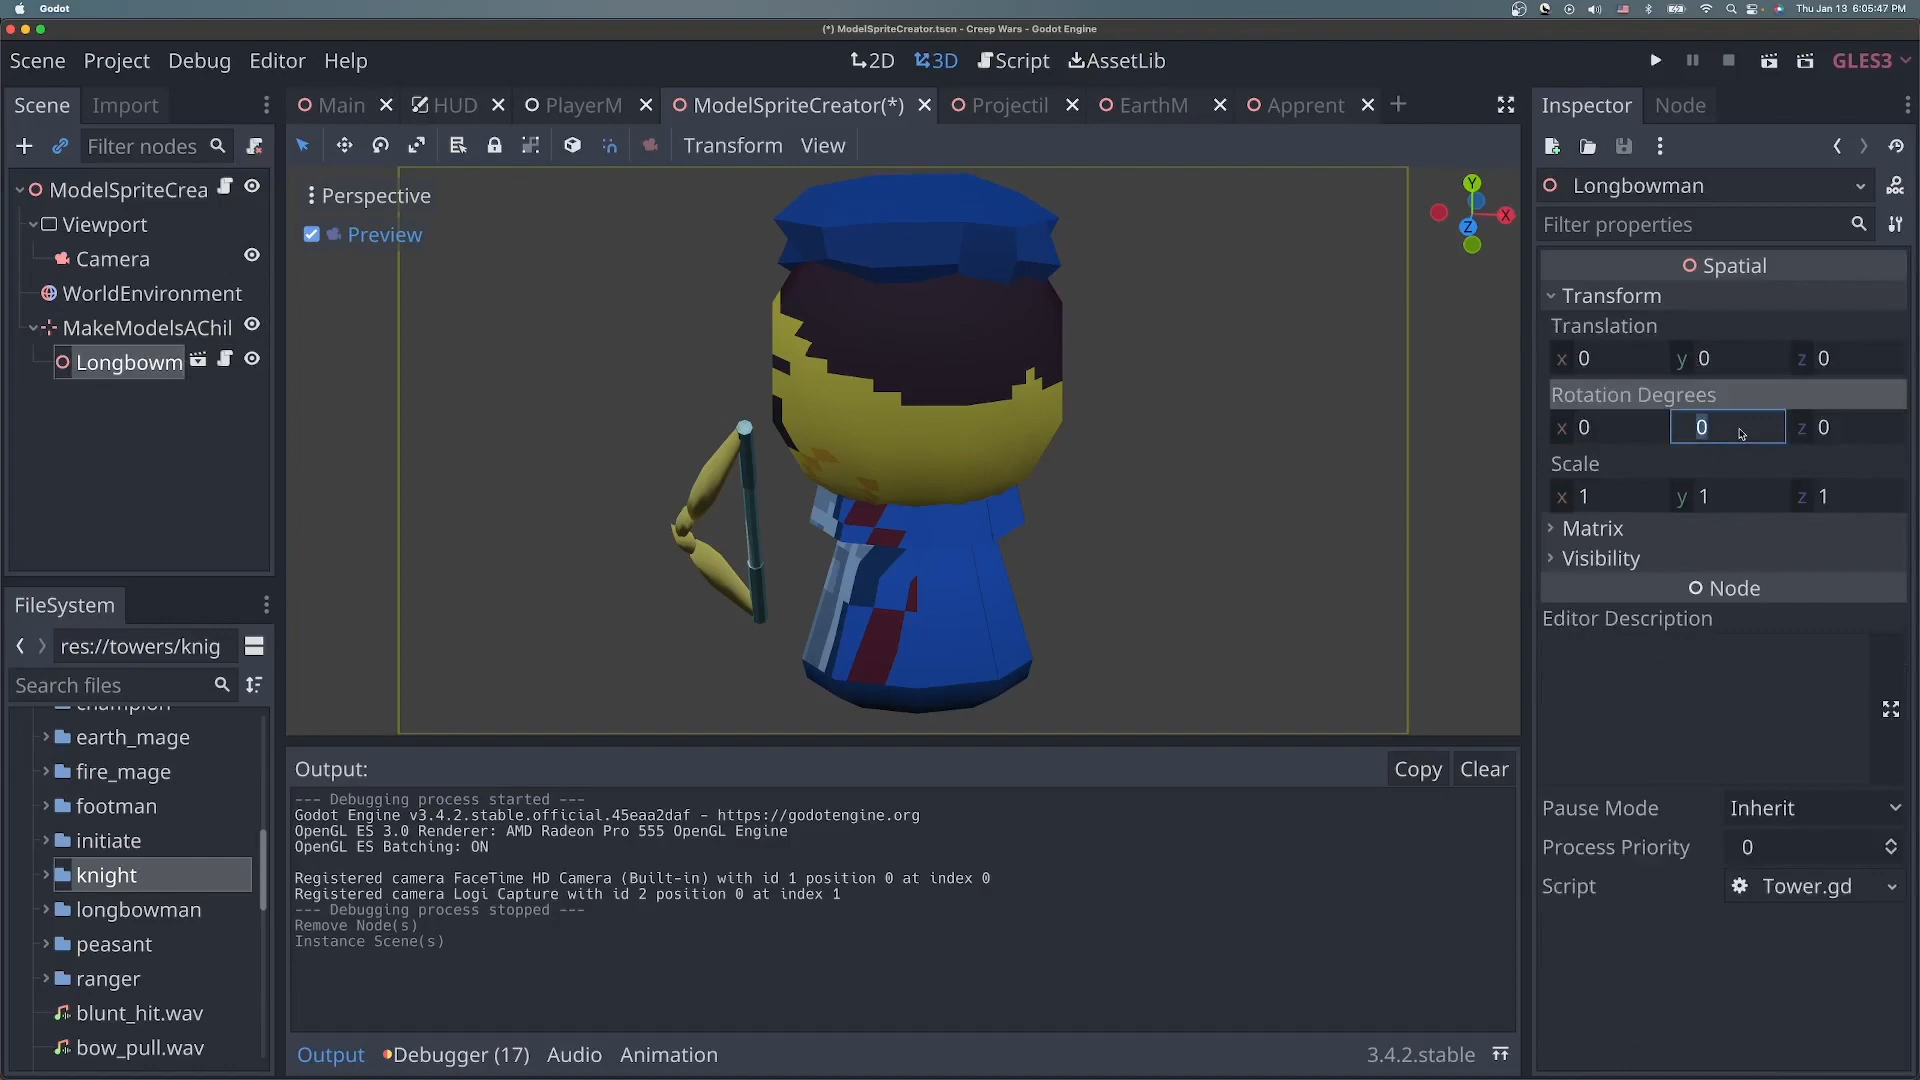 Godot
Thu Jan 13 6:05:47 PM
(*) ModelSpriteCreator.tscn - Creep Wars - Godot Engine
Scene Project Debug Editor Help
2D 3D Script AssetLib
GLES3
Scene Import
Main HUD PlayerM ModelSpriteCreator(*) Projectil EarthM Apprent
Inspector Node
Filter nodes
Transform View
ModelSpriteCrea
Viewport
Camera
WorldEnvironment
MakeModelsAChil
Longbowm
Perspective
Preview
Y
X
Z
Longbowman
Filter properties
Spatial
Transform
Translation
x 0 y 0 z 0
Rotation Degrees
x 0 0 z 0
Scale
x 1 y 1 z 1
Matrix
Visibility
Node
Editor Description
Pause Mode Inherit
Process Priority 0
Script Tower.gd
FileSystem
res://towers/knig
Search files
champion
earth_mage
fire_mage
footman
initiate
knight
longbowman
peasant
ranger
blunt_hit.wav
bow_pull.wav
Output:
Copy Clear
--- Debugging process started ---
Godot Engine v3.4.2.stable.official.45eaa2daf - https://godotengine.org
OpenGL ES 3.0 Renderer: AMD Radeon Pro 555 OpenGL Engine
OpenGL ES Batching: ON
Registered camera FaceTime HD Camera (Built-in) with id 1 position 0 at index 0
Registered camera Logi Capture with id 2 position 0 at index 1
--- Debugging process stopped ---
Remove Node(s)
Instance Scene(s)
Output Debugger (17) Audio Animation
3.4.2.stable